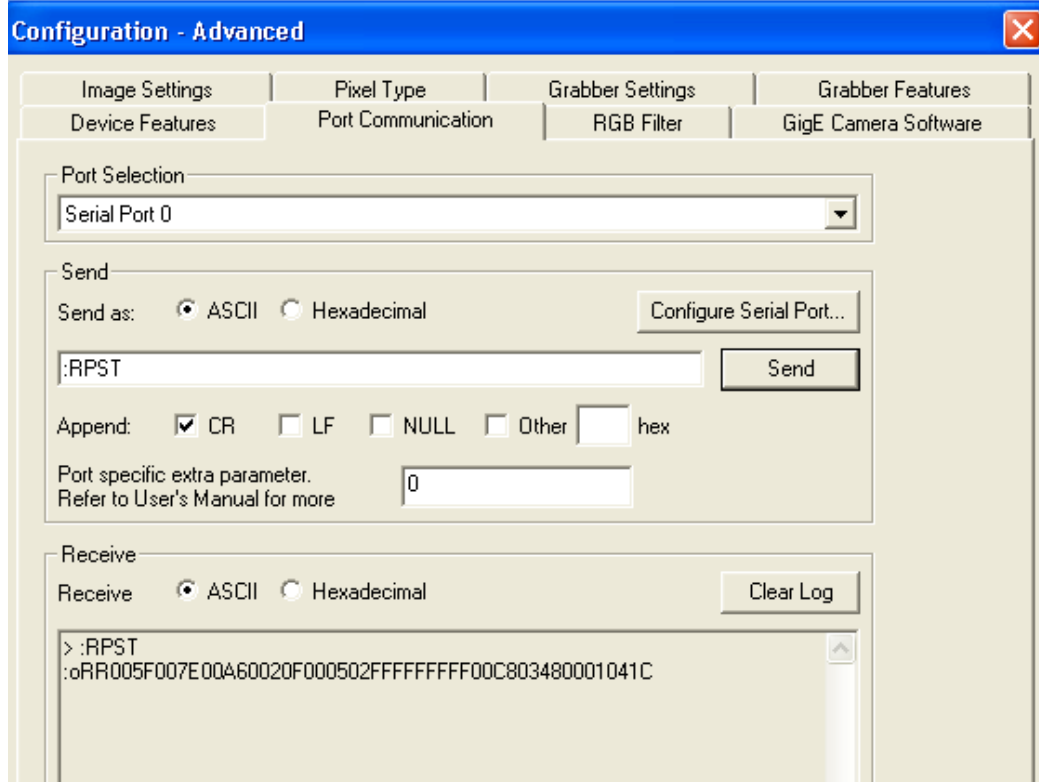 Configuration - Advanced
Image Settings Pixel Type Grabber Settings Grabber Features
Device Features Port Communication RGB Filter GigE Camera Software
Port Selection
Serial Port 0
Send
Send as: ASCII Hexadecimal Configure Serial Port...
:RPST Send
Append: CR LF NULL Other hex
Port specific extra parameter.
Refer to User's Manual for more
0
Receive
Receive ASCII Hexadecimal Clear Log
> :RPST
:oRR005F007E00A60020F000502FFFFFFFFF00C803480001041C